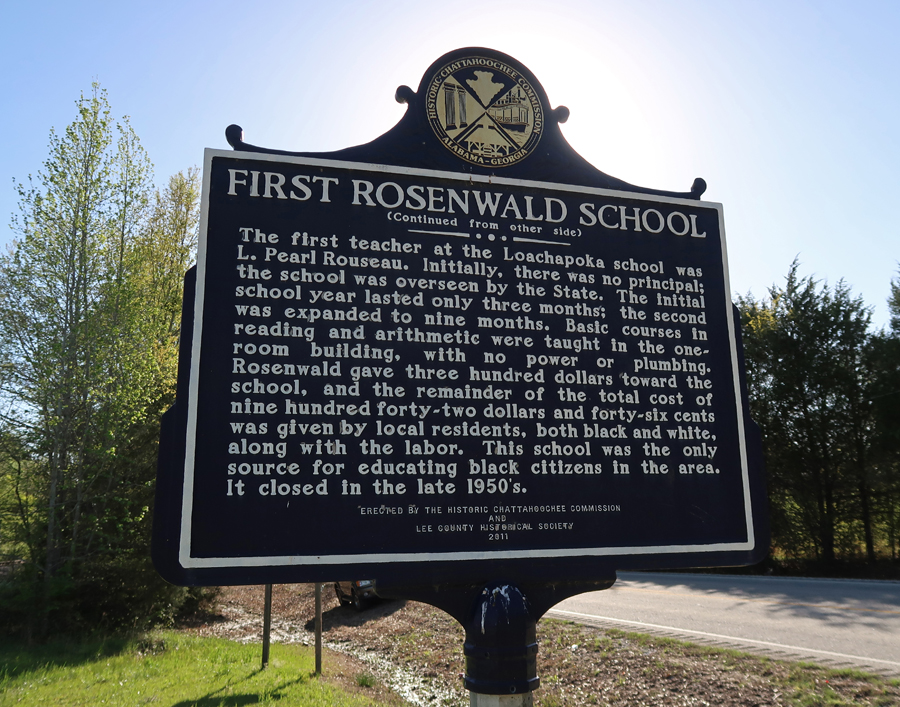 HISTORIC-CHATTAHOOCHEE COMMISSION
ALABAMA-GEORGIA
FIRST ROSENWALD SCHOOL
(Continued from other side)
The first teacher at the Loachapoka school was
L. Pearl Rouseau. Initially, there was no principal;
the school was overseen by the State. The initial
school year lasted only three months; the second
was expanded to nine months. Basic courses in
reading and arithmetic were taught in the one-
room building, with no power or plumbing.
Rosenwald gave three hundred dollars toward the
school, and the remainder of the total cost of
nine hundred forty-two dollars and forty-six cents
was given by local residents, both black and white,
along with the labor. This school was the only
source for educating black citizens in the area.
It closed in the late 1950's.
ERECTED BY THE HISTORIC CHATTAHOOCHEE COMMISSION
AND
LEE COUNTY HISTORICAL SOCIETY
2011